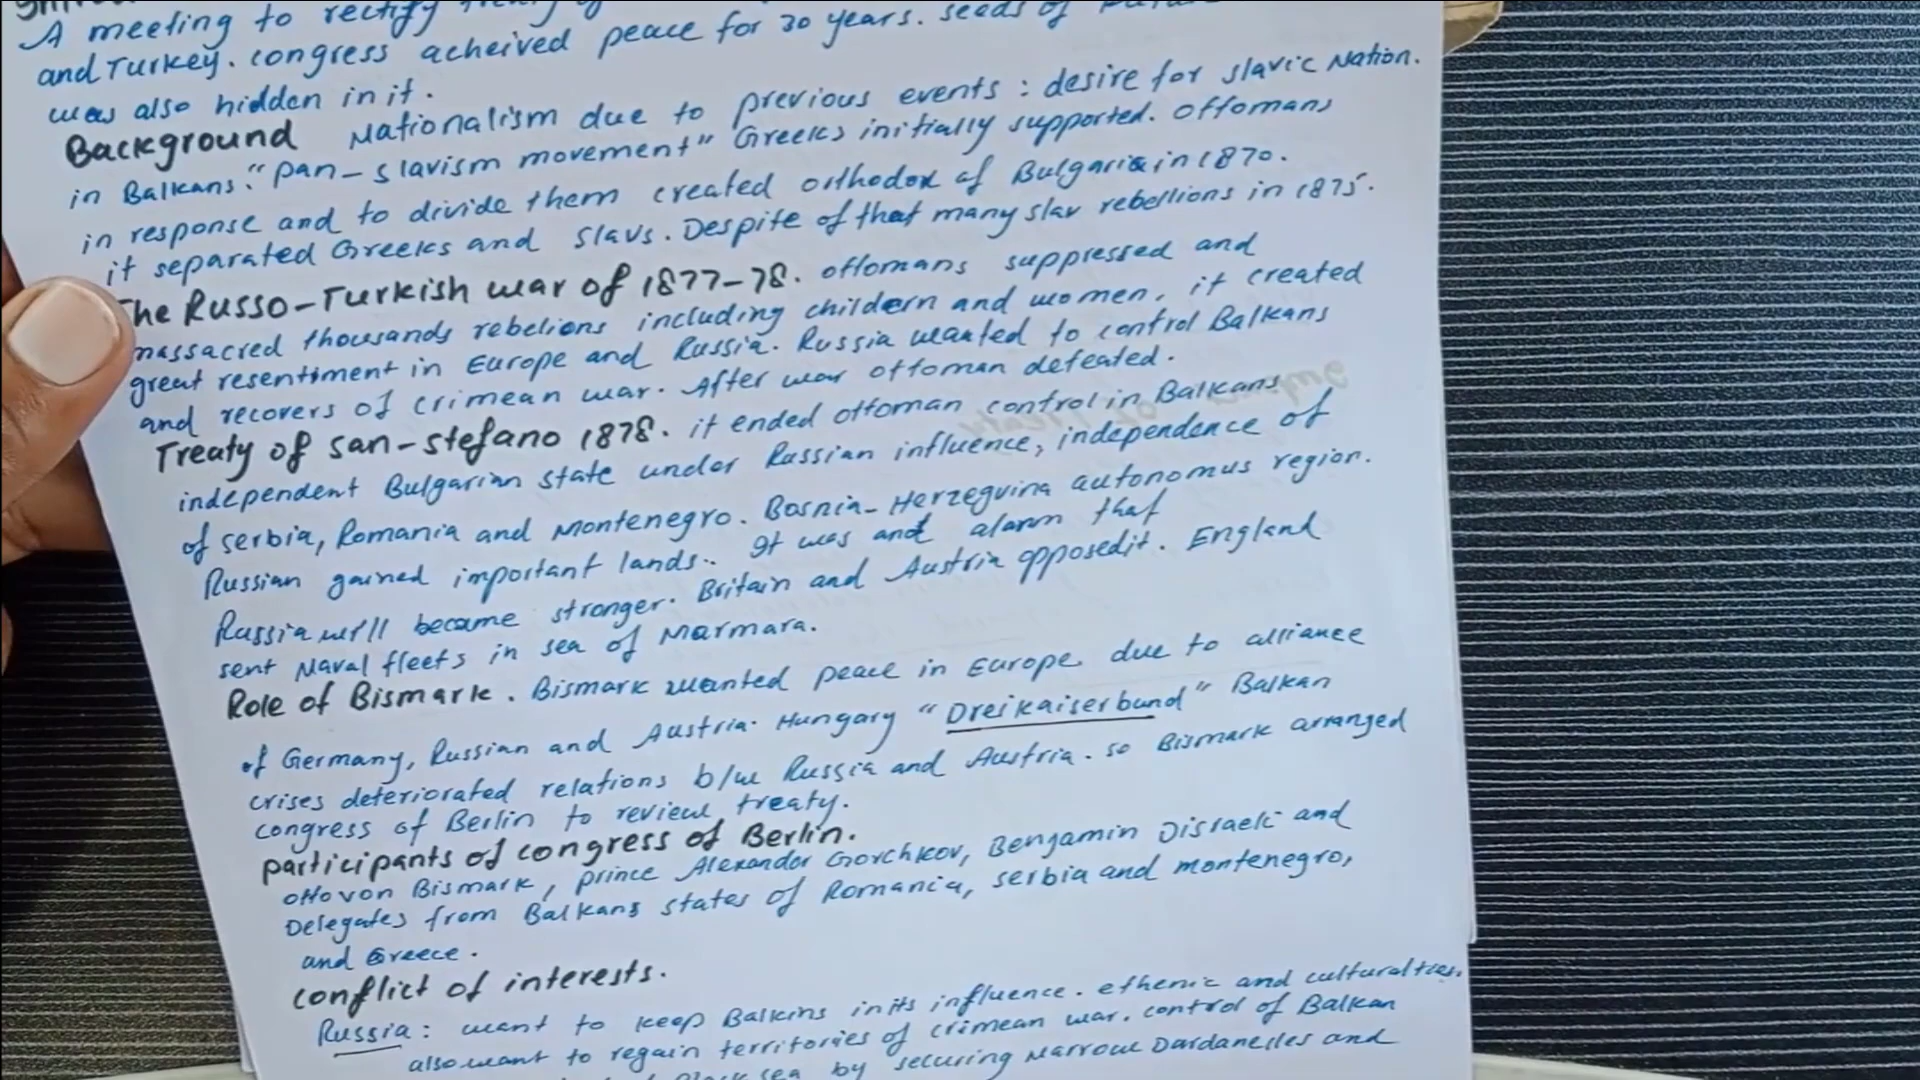 A meeting to rectify
and Turkey. congress acheived peace for 30 years. seeds of
was also hidden in it.
Background Nationalism due to previous events : desire for slavic Nation.
in Balkans. "pan-slavism movement" Greeks initially supported. Ottomans
in response and to divide them created orthodox of Bulgaria in 1870.
it separated Greeks and slavs. Despite of that many slav rebellions in 1875.
The Russo-Turkish war of 1877-78. ottomans suppressed and
massacred thousands rebelions including childern and women, it created
great resentiment in Europe and Russia. Russia wanted to control Balkans
and recovers of crimean war. After war ottoman defeated.
Treaty of san-stefano 1878. it ended ottoman control in Balkans
independent Bulgarian state under Russian influence, independence of
of serbia, Romania and Montenegro. Bosnia-Herzegvina autonomus region.
Russian gained important lands.. It was and alarm that
Russia will became stronger. Britain and Austria opposedit. England
sent Naval fleets in sea of Marmara.
Role of Bismark. Bismark wanted peace in Europe due to alliance
of Germany, Russian and Austria-Hungary "Dreikaiserbund" Balkan
crises deteriorated relations b/w Russia and Austria. so Bismark arranged
congress of Berlin to review treaty.
participants of congress of Berlin.
otto von Bismark, prince Alexander Gorchkov, Bengamin Disraeli and
Delegates from Balkans states of Romania, serbia and montenegro,
and Greece.
conflict of interests.
Russia : want to keep Balkins in its influence. ethenic and cultural ties.
also want to regain territories of crimean war. control of Balkan
Black sea by securing Narrow Dardanelles and